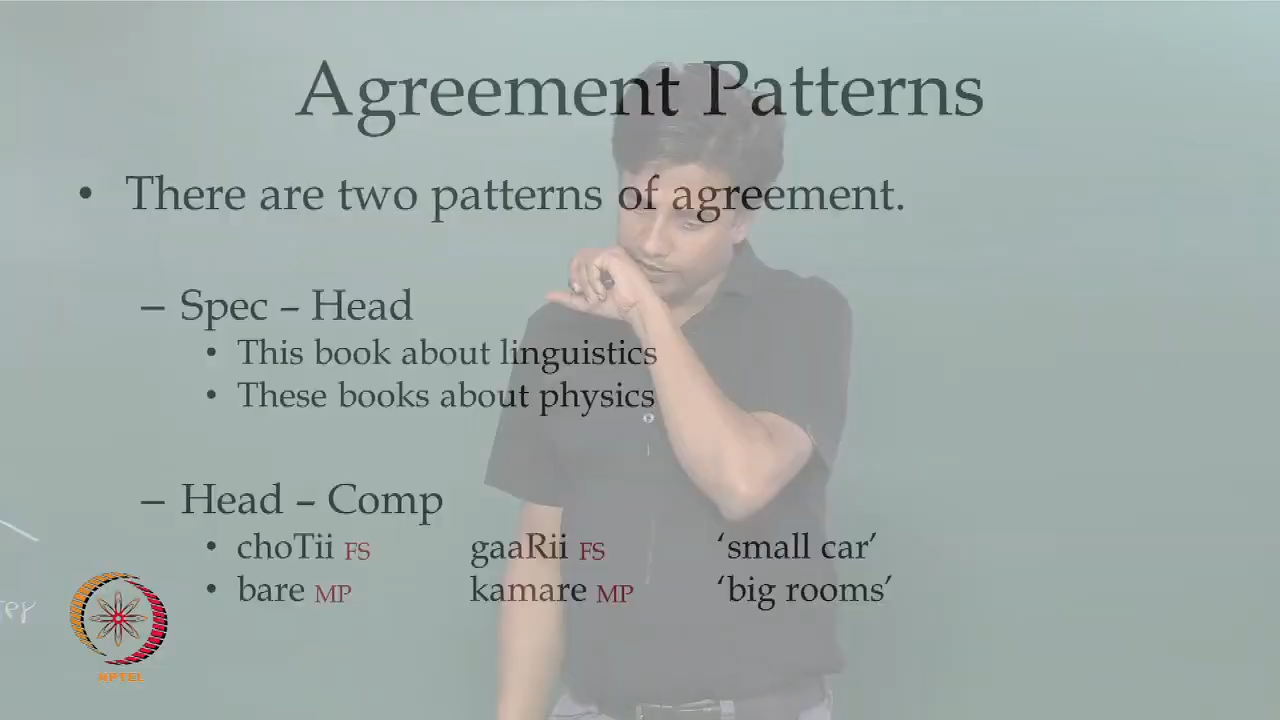 Agreement Patterns
• There are two patterns of agreement.
– Spec – Head
• This book about linguistics
• These books about physics
– Head – Comp
• choTii FS gaaRii FS ‘small car’
• bare MP kamare MP ‘big rooms’
NPTEL